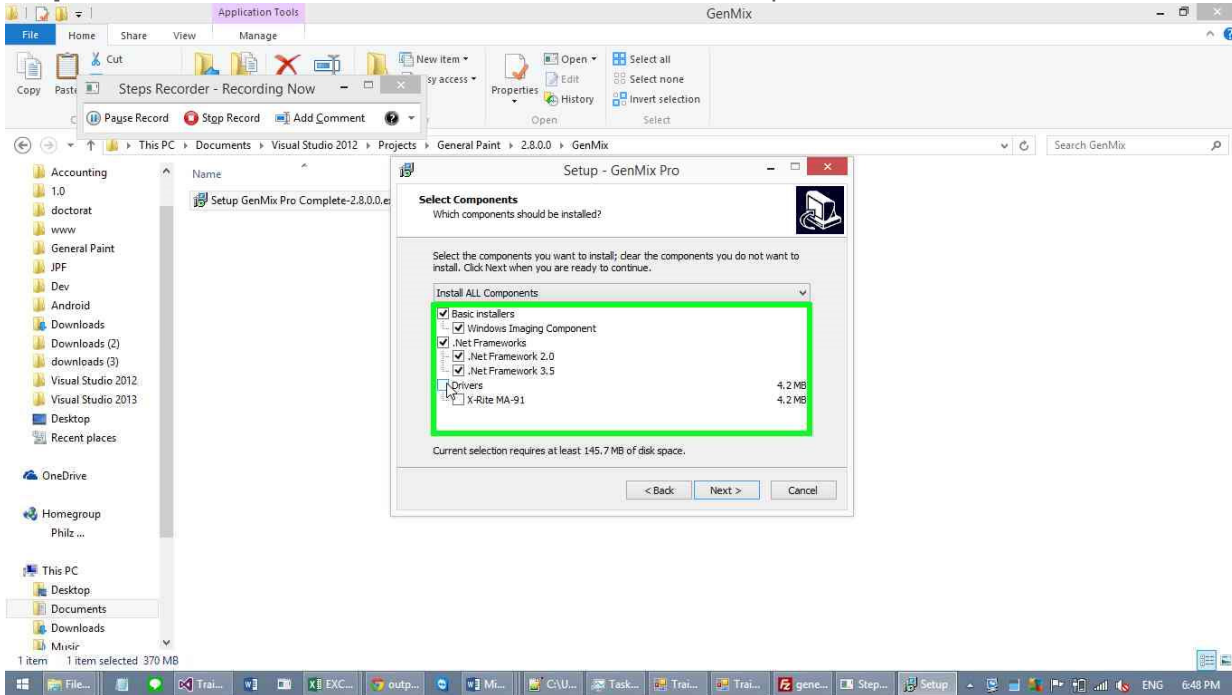 Application Tools
GenMix
File Home Share View Manage
Cut
New item
Open
Select all
sy access
Edit
Select none
Copy
Properties
History
Invert selection
Open
Select
Steps Recorder - Recording Now
Pause Record Stop Record Add Comment
This PC Documents Visual Studio 2012 Projects General Paint 2.8.0.0 GenMix
Search GenMix
Accounting
1.0
doctorat
www
General Paint
JPF
Dev
Android
Downloads
Downloads (2)
downloads (3)
Visual Studio 2012
Visual Studio 2013
Desktop
Recent places
OneDrive
Homegroup
Philz ...
This PC
Desktop
Documents
Downloads
Music
Name
Setup GenMix Pro Complete-2.8.0.0.ex
Setup - GenMix Pro
Select Components
Which components should be installed?
Select the components you want to install; clear the components you do not want to
install. Click Next when you are ready to continue.
Install ALL Components
Basic installers
Windows Imaging Component
.Net Frameworks
.Net Framework 2.0
.Net Framework 3.5
Drivers 4.2 MB
X-Rite MA-91 4.2 MB
Current selection requires at least 145.7 MB of disk space.
< Back Next > Cancel
1 item 1 item selected 370 MB
File... Trai... EXC... outp... Mi... C:\U... Task... Trai... Trai... gene... Step... Setup ENG 6:48 PM